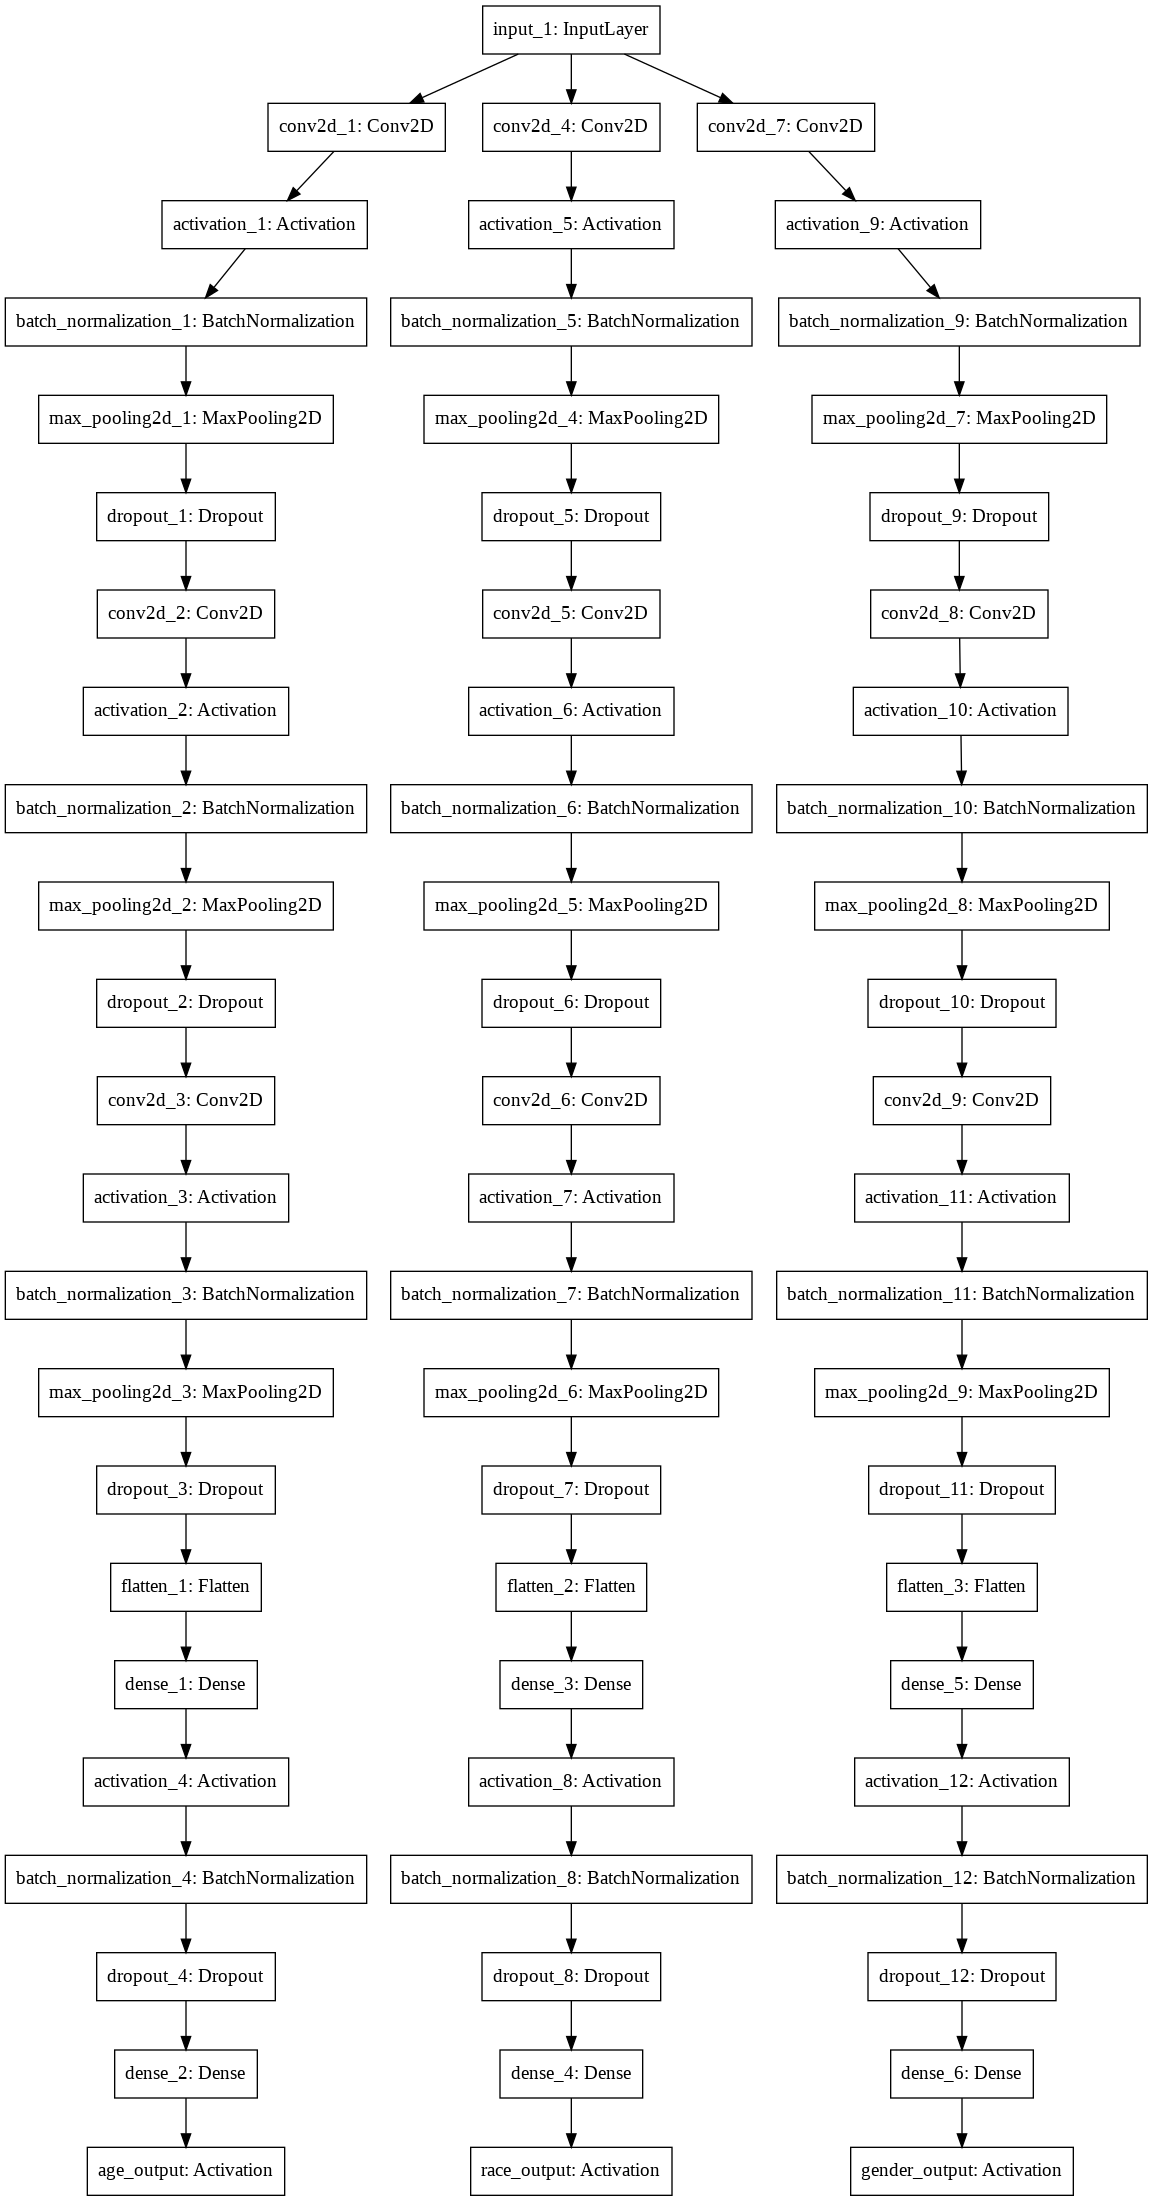 input_1: InputLayer
conv2d_1: Conv2D
conv2d_4: Conv2D
conv2d_7: Conv2D
activation_1: Activation
activation_5: Activation
activation_9: Activation
batch_normalization_1: BatchNormalization
batch_normalization_5: BatchNormalization
batch_normalization_9: BatchNormalization
max_pooling2d_1: MaxPooling2D
max_pooling2d_4: MaxPooling2D
max_pooling2d_7: MaxPooling2D
dropout_1: Dropout
dropout_5: Dropout
dropout_9: Dropout
conv2d_2: Conv2D
conv2d_5: Conv2D
conv2d_8: Conv2D
activation_2: Activation
activation_6: Activation
activation_10: Activation
batch_normalization_2: BatchNormalization
batch_normalization_6: BatchNormalization
batch_normalization_10: BatchNormalization
max_pooling2d_2: MaxPooling2D
max_pooling2d_5: MaxPooling2D
max_pooling2d_8: MaxPooling2D
dropout_2: Dropout
dropout_6: Dropout
dropout_10: Dropout
conv2d_3: Conv2D
conv2d_6: Conv2D
conv2d_9: Conv2D
activation_3: Activation
activation_7: Activation
activation_11: Activation
batch_normalization_3: BatchNormalization
batch_normalization_7: BatchNormalization
batch_normalization_11: BatchNormalization
max_pooling2d_3: MaxPooling2D
max_pooling2d_6: MaxPooling2D
max_pooling2d_9: MaxPooling2D
dropout_3: Dropout
dropout_7: Dropout
dropout_11: Dropout
flatten_1: Flatten
flatten_2: Flatten
flatten_3: Flatten
dense_1: Dense
dense_3: Dense
dense_5: Dense
activation_4: Activation
activation_8: Activation
activation_12: Activation
batch_normalization_4: BatchNormalization
batch_normalization_8: BatchNormalization
batch_normalization_12: BatchNormalization
dropout_4: Dropout
dropout_8: Dropout
dropout_12: Dropout
dense_2: Dense
dense_4: Dense
dense_6: Dense
age_output: Activation
race_output: Activation
gender_output: Activation